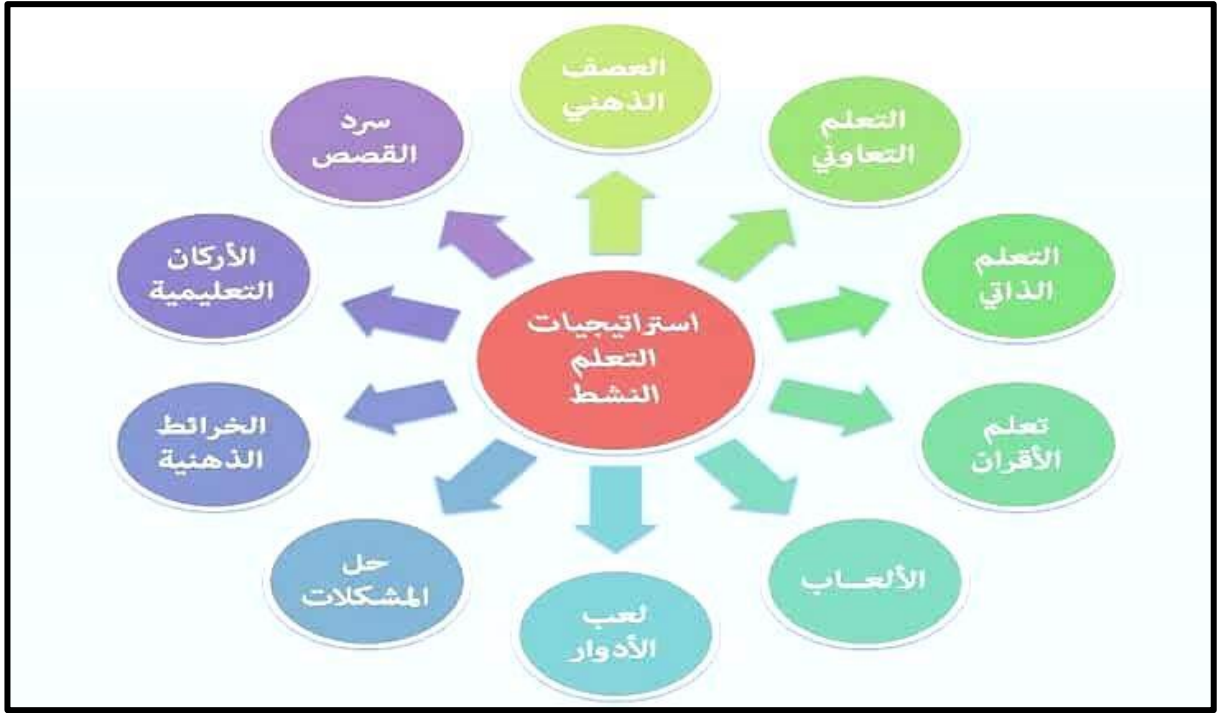 استراتيجيات
التعلم
النشط
العصف
الذهني
التعلم
التعاوني
التعلم
الذاتي
تعلم
الأقران
الألعـــاب
لعب
الأدوار
حل
المشكلات
الخرائط
الذهنية
الأركان
التعليمية
سرد
القصص